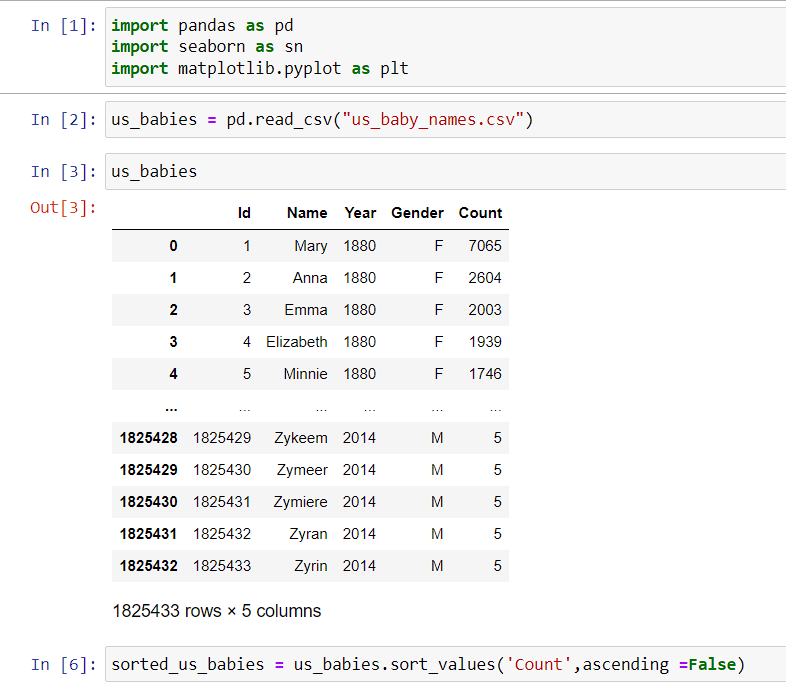 In [1]: import pandas as pd
import seaborn as sn
import matplotlib.pyplot as plt
In [2]: us_babies = pd.read_csv("us_baby_names.csv")
In [3]: us_babies
Out[3]:
Id Name Year Gender Count
0 1 Mary 1880 F 7065
1 2 Anna 1880 F 2604
2 3 Emma 1880 F 2003
3 4 Elizabeth 1880 F 1939
4 5 Minnie 1880 F 1746
... ... ... ... ... ...
1825428 1825429 Zykeem 2014 M 5
1825429 1825430 Zymeer 2014 M 5
1825430 1825431 Zymiere 2014 M 5
1825431 1825432 Zyran 2014 M 5
1825432 1825433 Zyrin 2014 M 5
1825433 rows × 5 columns
In [6]: sorted_us_babies = us_babies.sort_values('Count',ascending =False)